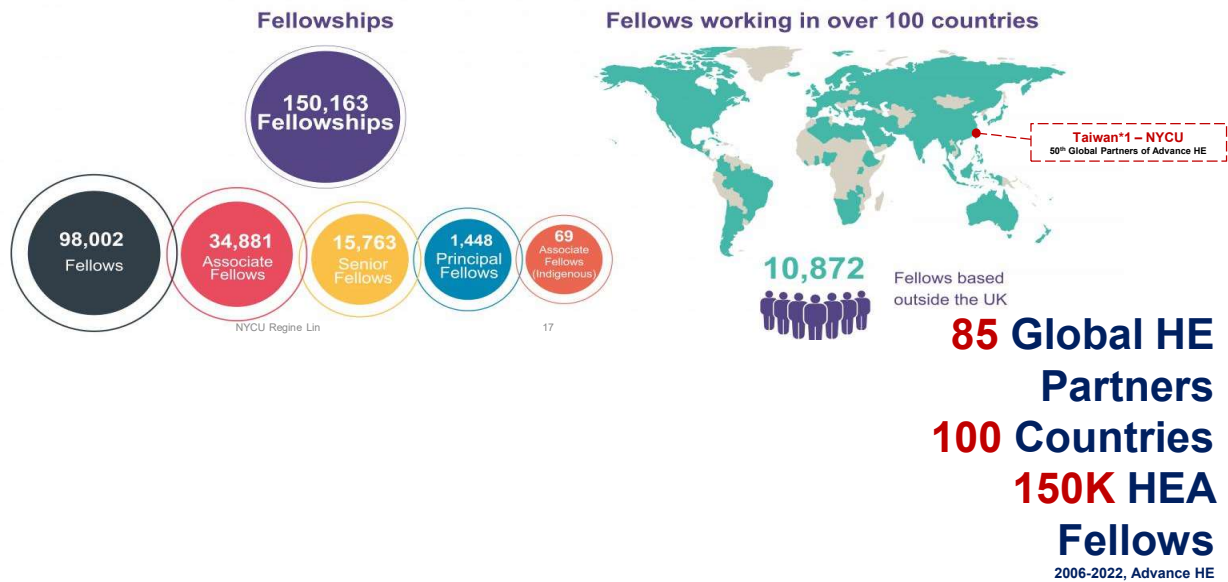 Fellowships
150,163
Fellowships
98,002
Fellows
34,881
Associate
Fellows
15,763
Senior
Fellows
1,448
Principal
Fellows
69
Associate
Fellows
(Indigenous)
NYCU Regine Lin
17
Fellows working in over 100 countries
Taiwan*1 – NYCU
50th Global Partners of Advance HE
10,872
Fellows based
outside the UK
85 Global HE
Partners
100 Countries
150K HEA
Fellows
2006-2022, Advance HE